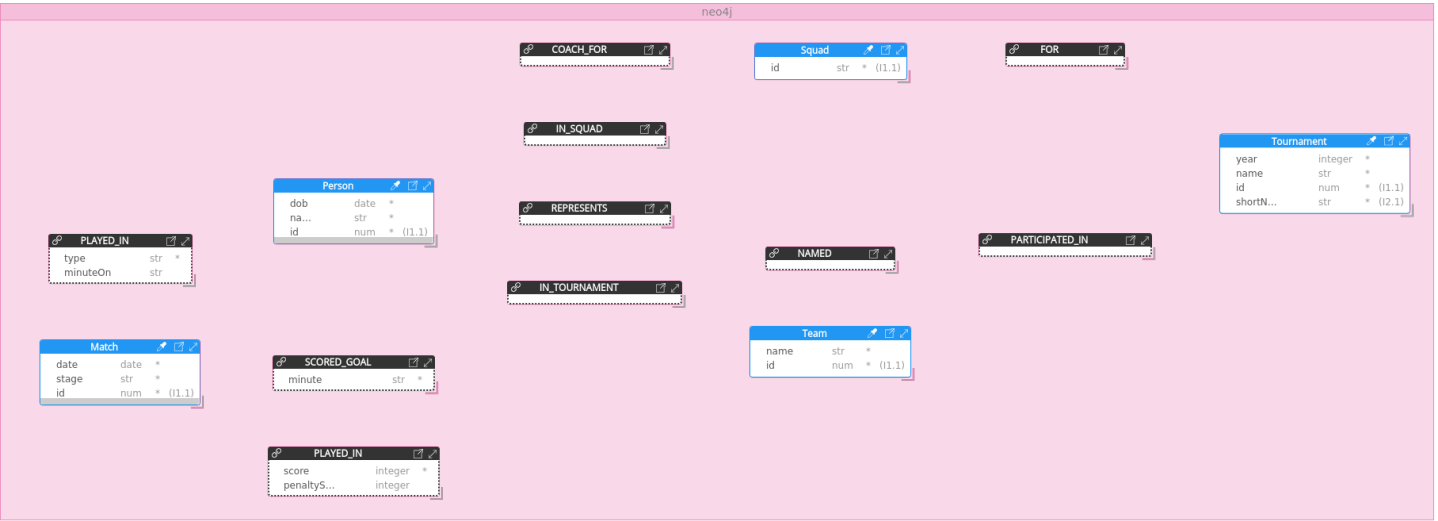 neo4j
COACH_FOR
Squad
id str * (I1.1)
FOR
IN_SQUAD
Tournament
year integer *
name str *
id num * (I1.1)
shortN... str * (I2.1)
Person
dob date *
na... str *
id num * (I1.1)
REPRESENTS
PLAYED_IN
type str *
minuteOn str
NAMED
PARTICIPATED_IN
IN_TOURNAMENT
Match
date date *
stage str *
id num * (I1.1)
SCORED_GOAL
minute str *
Team
name str *
id num * (I1.1)
PLAYED_IN
score integer *
penaltyS... integer